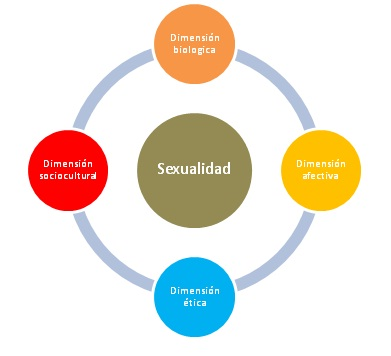 Dimensión
biologica
Dimensión
sociocultural
Sexualidad
Dimensión
afectiva
Dimensión
ética